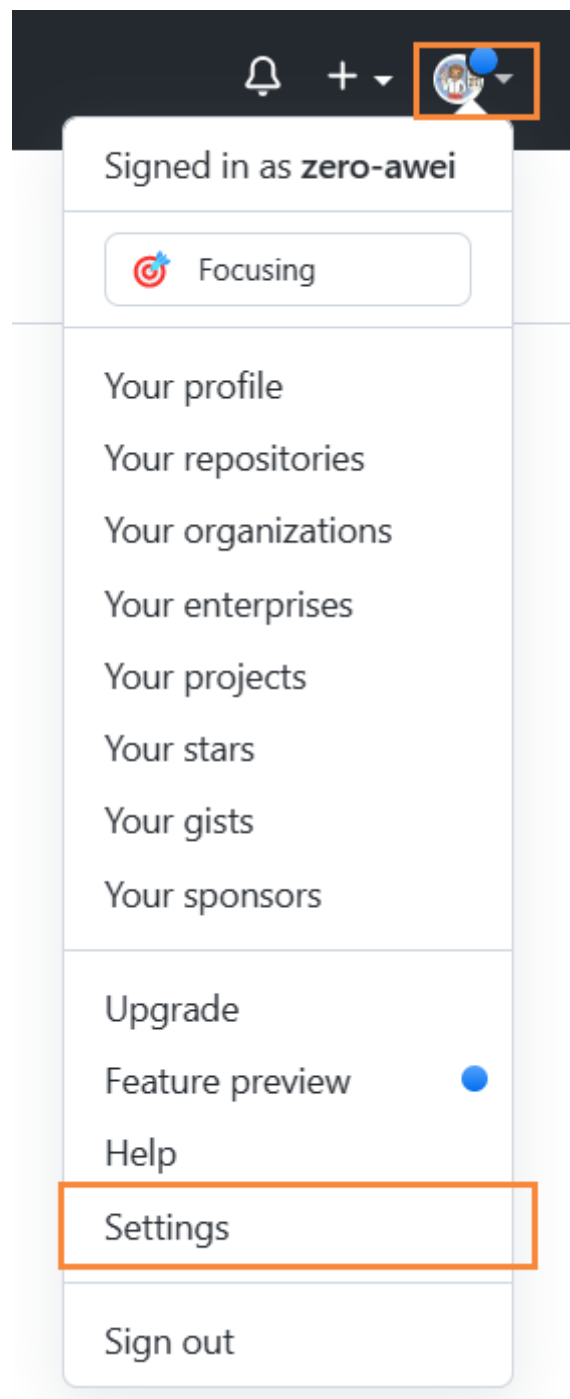 Signed in as zero-awei
Focusing
Your profile
Your repositories
Your organizations
Your enterprises
Your projects
Your stars
Your gists
Your sponsors
Upgrade
Feature preview
Help
Settings
Sign out